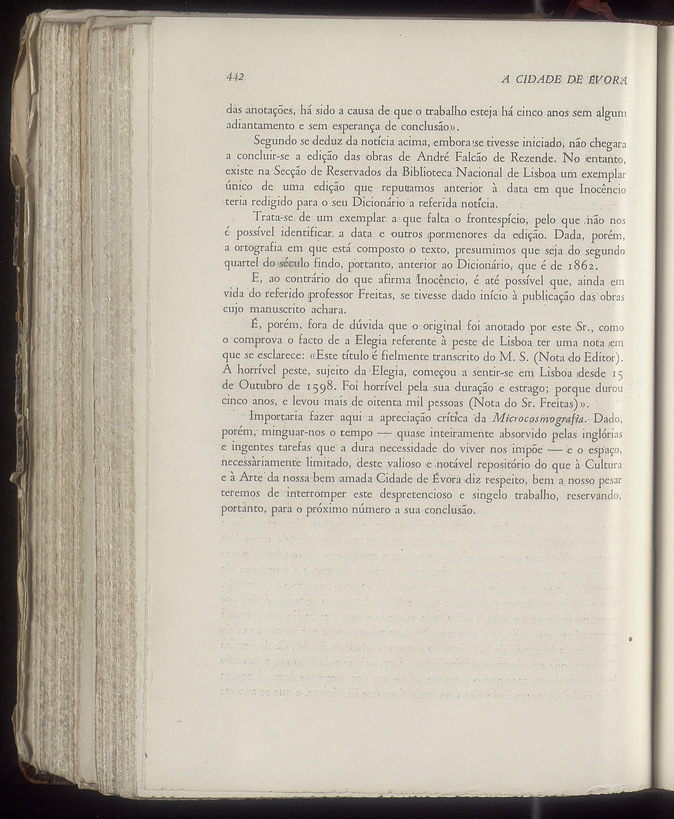 442
A CIDADE DE ÉVORA
das anotações, há sido a causa de que o trabalho esteja há cinco anos sem algum
adiantamento e sem esperança de conclusão».
Segundo se deduz da notícia acima, embora se tivesse iniciado, não chegara
a concluir-se a edição das obras de André Falcão de Rezende. No entanto,
existe na Secção de Reservados da Biblioteca Nacional de Lisboa um exemplar
único de uma edição que reputamos anterior à data em que Inocêncio
teria redigido para o seu Dicionário a referida notícia.
Trata-se de um exemplar a que falta o frontespício, pelo que não nos
é possível identificar a data e outros pormenores da edição. Dada, porém,
a ortografia em que está composto o texto, presumimos que seja do segundo
quartel do século findo, portanto, anterior ao Dicionário, que é de 1862.
E, ao contrário do que afirma Inocêncio, é até possível que, ainda em
vida do referido professor Freitas, se tivesse dado início à publicação das obras
cujo manuscrito achara.
É, porém, fora de dúvida que o original foi anotado por este Sr., como
o comprova o facto de a Elegia referente à peste de Lisboa ter uma nota em
que se esclarece: «Este título é fielmente transcrito do M. S. (Nota do Editor).
A horrível peste, sujeito da Elegia, começou a sentir-se em Lisboa desde 15
de Outubro de 1598. Foi horrível pela sua duração e estrago; porque durou
cinco anos, e levou mais de oitenta mil pessoas (Nota do Sr. Freitas)».
Importaria fazer aqui a apreciação crítica da Microcosmografia. Dado,
porém, minguar-nos o tempo — quase inteiramente absorvido pelas inglórias
e ingentes tarefas que a dura necessidade do viver nos impõe — e o espaço,
necessàriamente limitado, deste valioso e notável repositório do que à Cultura
e à Arte da nossa bem amada Cidade de Évora diz respeito, bem a nosso pesar
teremos de interromper este despretencioso e singelo trabalho, reservando,
portanto, para o próximo número a sua conclusão.